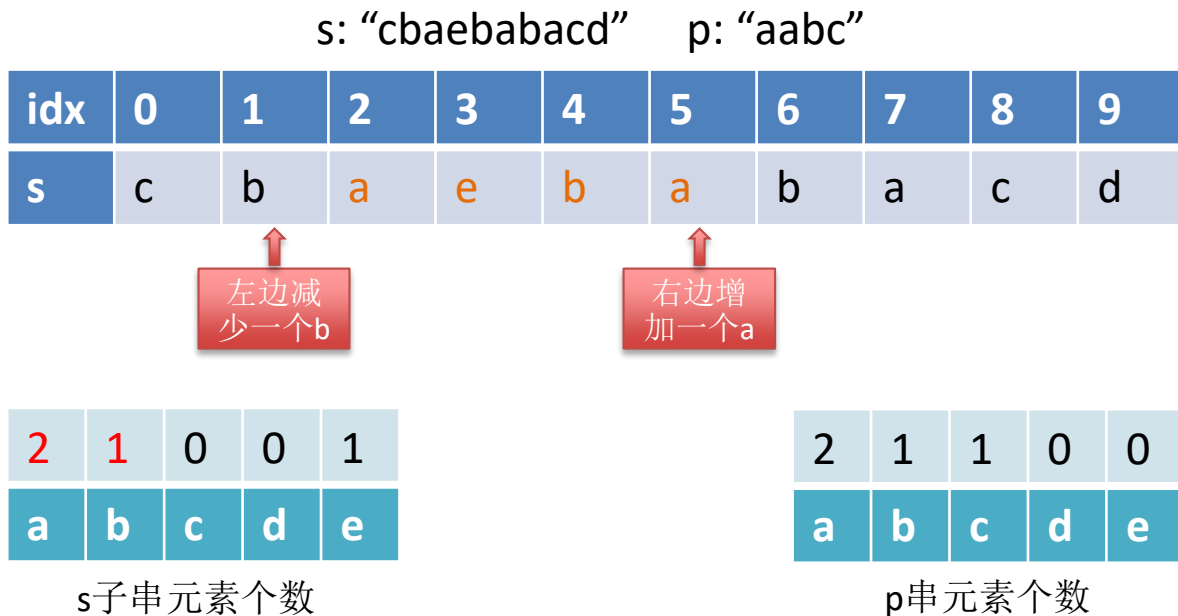 s: “cbaebabacd” p: “aabc”
idx 0 1 2 3 4 5 6 7 8 9
s c b a e b a b a c d
左边减
少一个b
右边增
加一个a
2 1 0 0 1
a b c d e
s子串元素个数
2 1 1 0 0
a b c d e
p串元素个数